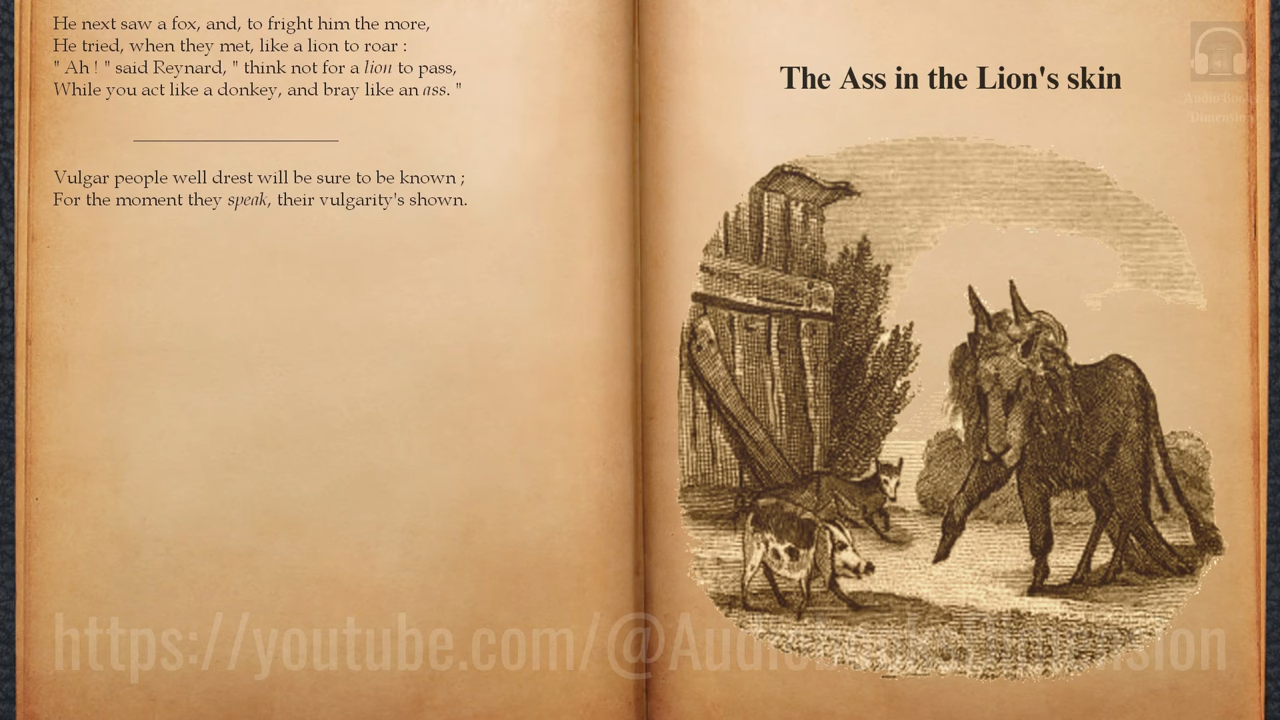 He next saw a fox, and, to fright him the more,
He tried, when they met, like a lion to roar :
" Ah ! " said Reynard, " think not for a lion to pass,
While you act like a donkey, and bray like an ass. "
Vulgar people well drest will be sure to be known ;
For the moment they speak, their vulgarity's shown.
The Ass in the Lion's skin
Audio Books
Dimension
https://youtube.com/@AudioBooksDimension